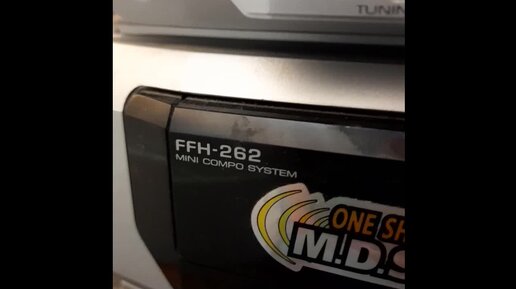 TUNIN
FFH-262
MINI COMPO SYSTEM
ONE SH
M.D.S